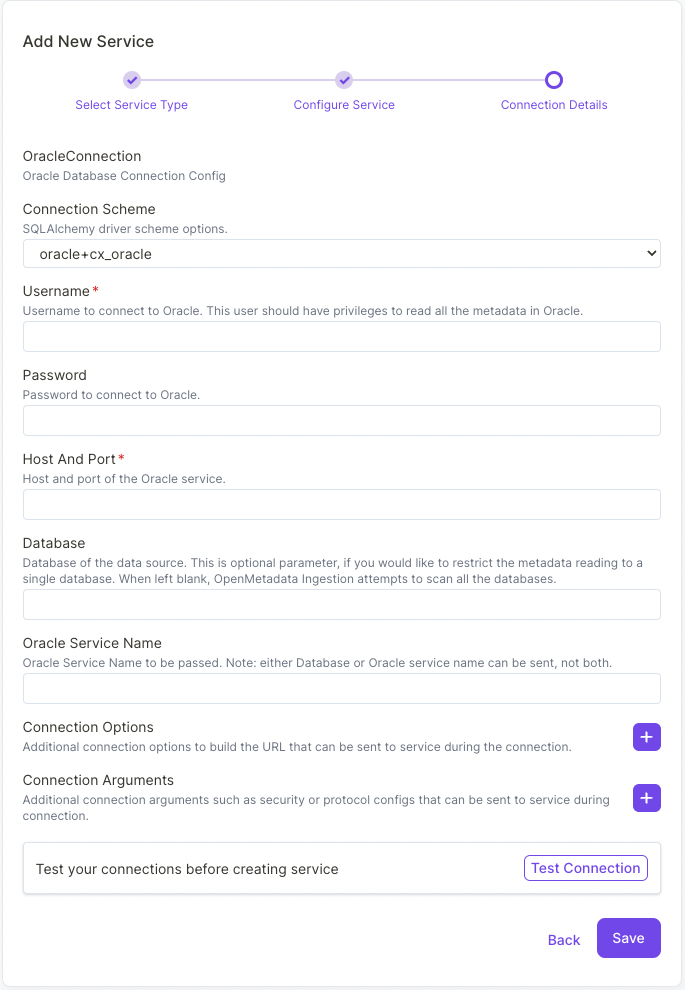 Add New Service
Select Service Type
Configure Service
Connection Details
OracleConnection
Oracle Database Connection Config
Connection Scheme
SQLAlchemy driver scheme options.
oracle+cx_oracle
Username*
Username to connect to Oracle. This user should have privileges to read all the metadata in Oracle.
Password
Password to connect to Oracle.
Host And Port*
Host and port of the Oracle service.
Database
Database of the data source. This is optional parameter, if you would like to restrict the metadata reading to a
single database. When left blank, OpenMetadata Ingestion attempts to scan all the databases.
Oracle Service Name
Oracle Service Name to be passed. Note: either Database or Oracle service name can be sent, not both.
Connection Options
Additional connection options to build the URL that can be sent to service during the connection.
Connection Arguments
Additional connection arguments such as security or protocol configs that can be sent to service during
connection.
Test your connections before creating service
Test Connection
Back
Save